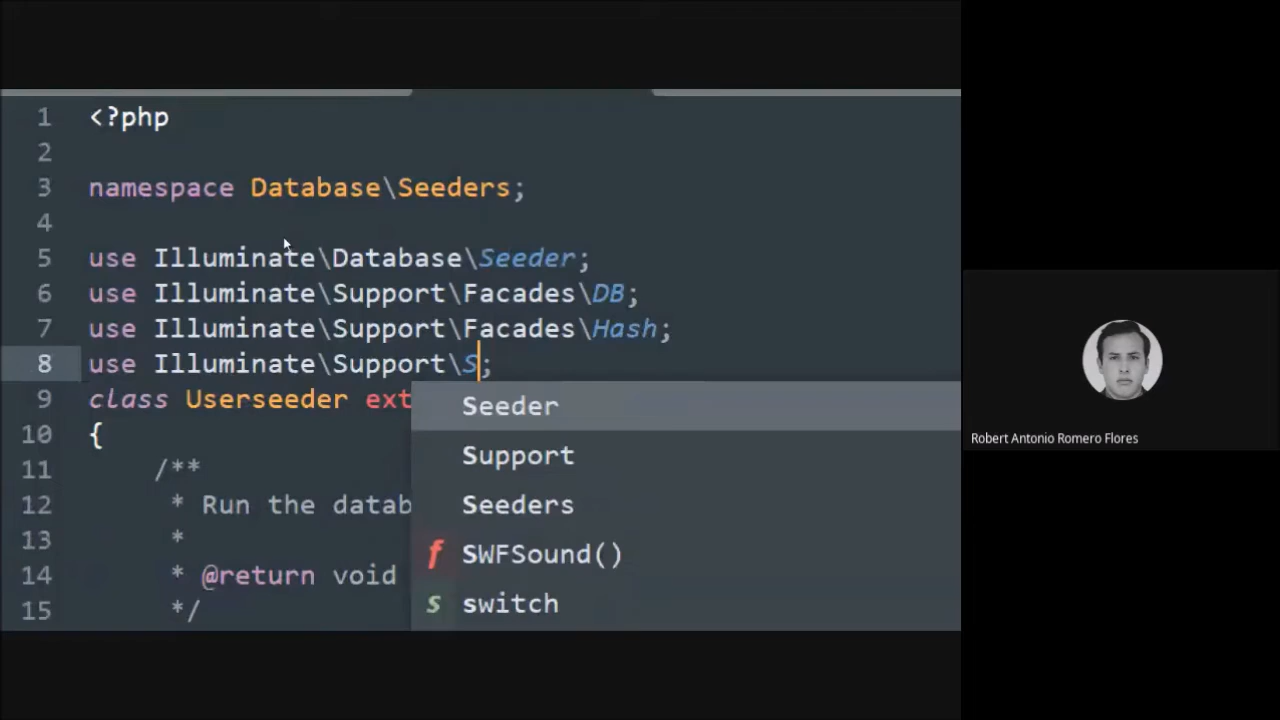 1 <?php
2
3 namespace Database\Seeders;
4
5 use Illuminate\Database\Seeder;
6 use Illuminate\Support\Facades\DB;
7 use Illuminate\Support\Facades\Hash;
8 use Illuminate\Support\S;
9 class Userseeder ext
10 {
11 /**
12 * Run the datab
13 *
14 * @return void
15 */
Seeder
Support
Seeders
f SWFSound()
s switch
Robert Antonio Romero Flores